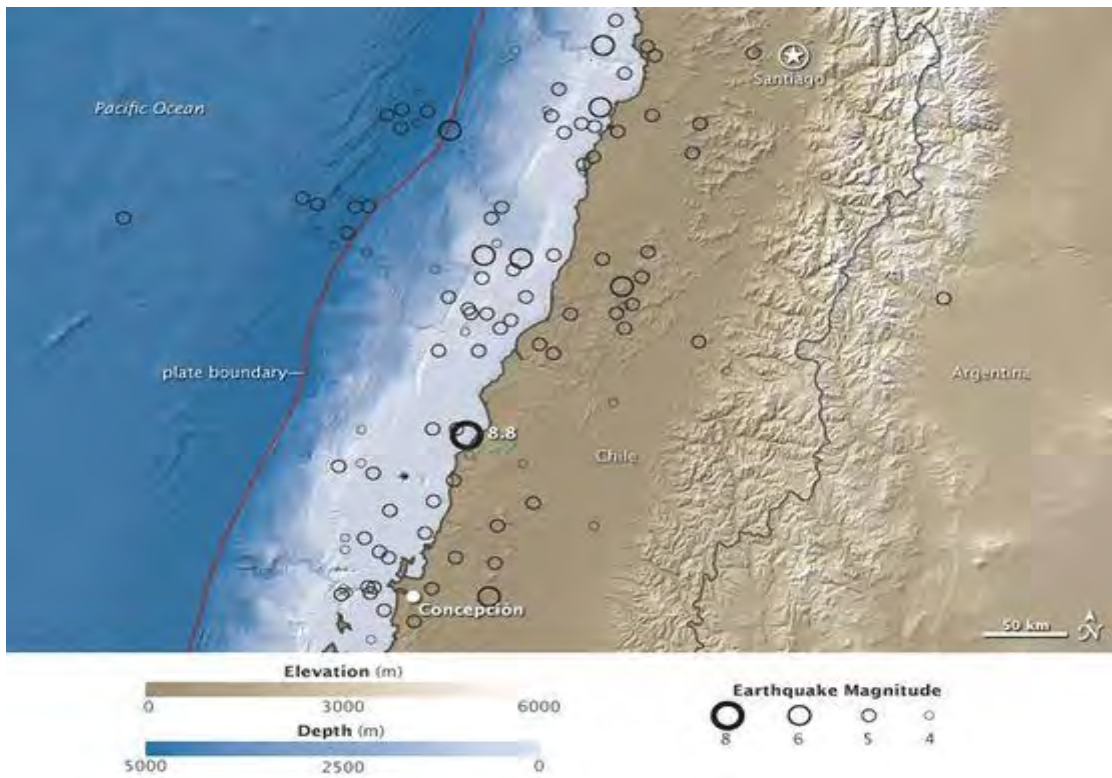 Pacific Ocean
Santiago
plate boundary
Argentina
8.8
Chile
Concepción
50 km
N
Elevation (m)
0 3000 6000
Depth (m)
5000 2500 0
Earthquake Magnitude
8 6 5 4